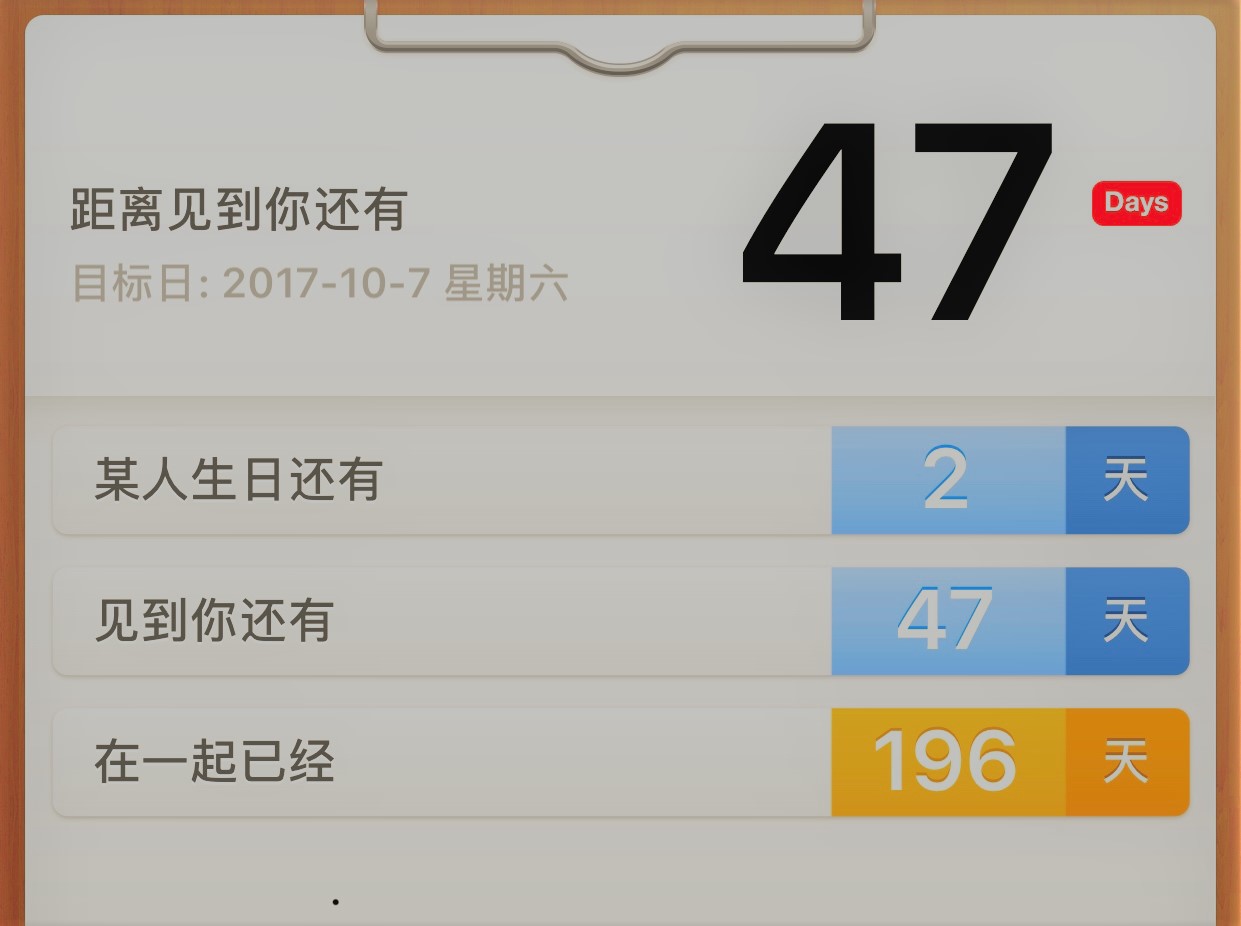 距离见到你还有
47 Days
目标日: 2017-10-7 星期六
某人生日还有 2 天
见到你还有 47 天
在一起已经 196 天